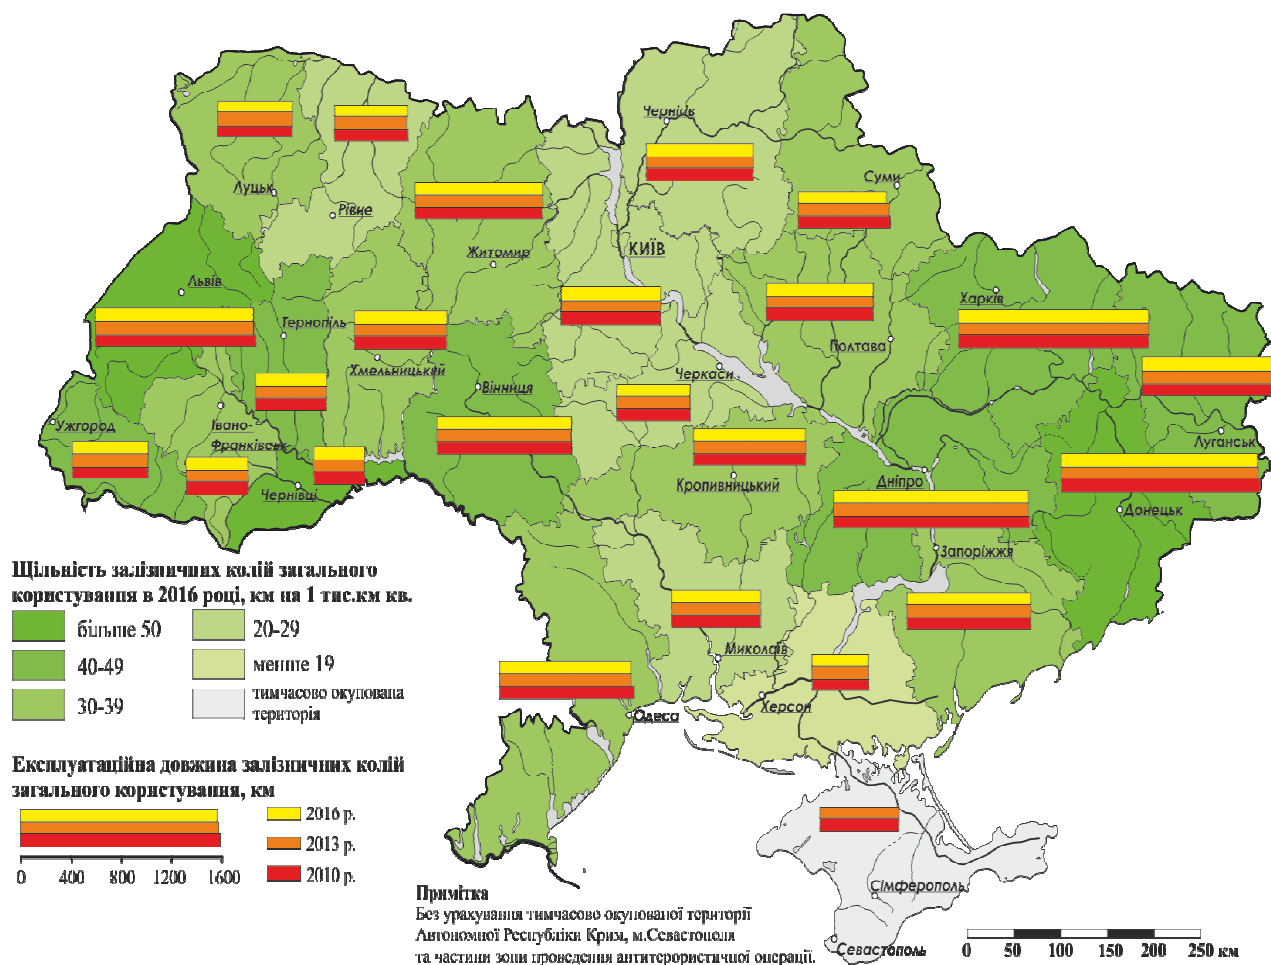 Чернігів
Суми
Луцьк
Рівне
Житомир
КИЇВ
Львів
Тернопіль
Хмельницький
Вінниця
Черкаси
Полтава
Харків
Ужгород
Івано-
Франківськ
Чернівці
Кропивницький
Дніпро
Луганськ
Донецьк
Запоріжжя
Миколаїв
Херсон
Одеса
Сімферополь
Севастополь
Щільність залізничних колій загального
користування в 2016 році, км на 1 тис.км кв.
більше 50
20-29
40-49
менше 19
30-39
тимчасово окупована
територія
Експлуатаційна довжина залізничних колій
загального користування, км
2016 р.
2013 р.
2010 р.
0 400 800 1200 1600
Примітка
Без урахування тимчасово окупованої території
Автономної Республіки Крим, м.Севастополя
та частини зони проведення антитерористичної операції.
0 50 100 150 200 250 км